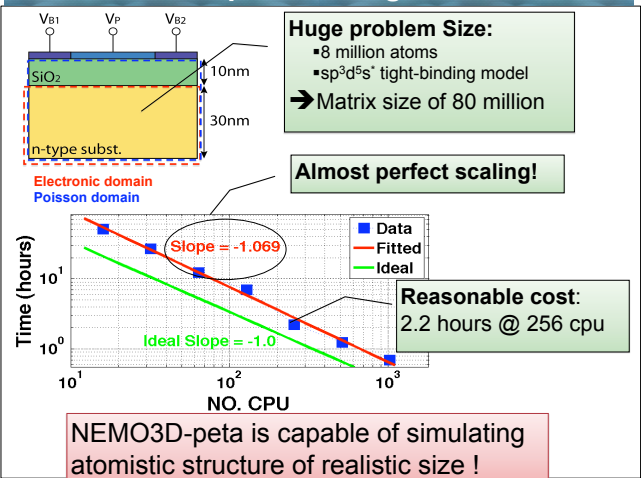 V_B1 V_P V_B2
SiO₂
10nm
30nm
n-type subst.
Electronic domain
Poisson domain
Huge problem Size:
▪8 million atoms
▪sp³d⁵s* tight-binding model
➔Matrix size of 80 million
Almost perfect scaling!
Time (hours)
10¹
10⁰
Slope = -1.069
Ideal Slope = -1.0
Data
Fitted
Ideal
10¹ 10² 10³
NO. CPU
Reasonable cost:
2.2 hours @ 256 cpu
NEMO3D-peta is capable of simulating
atomistic structure of realistic size !